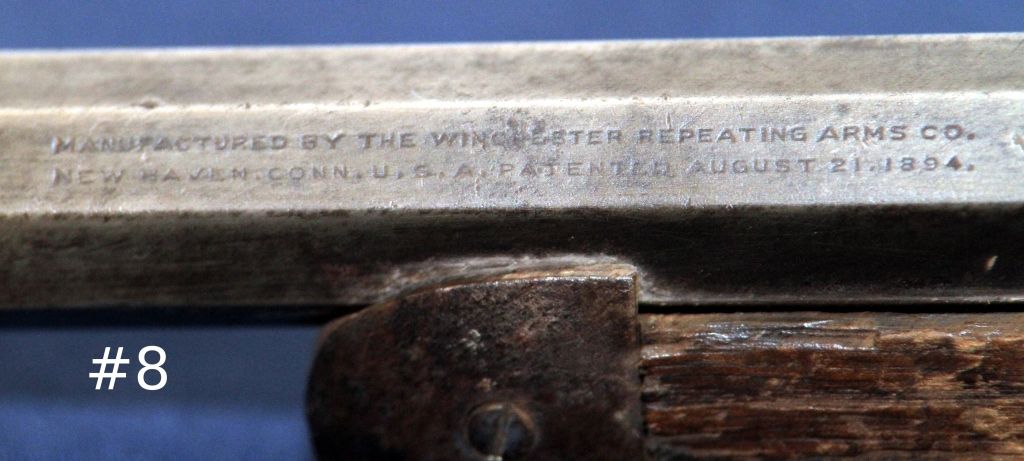 MANUFACTURED BY THE WINCHESTER REPEATING ARMS CO.
NEW HAVEN. CONN. U. S. A. PATENTED AUGUST 21. 1894.
#8